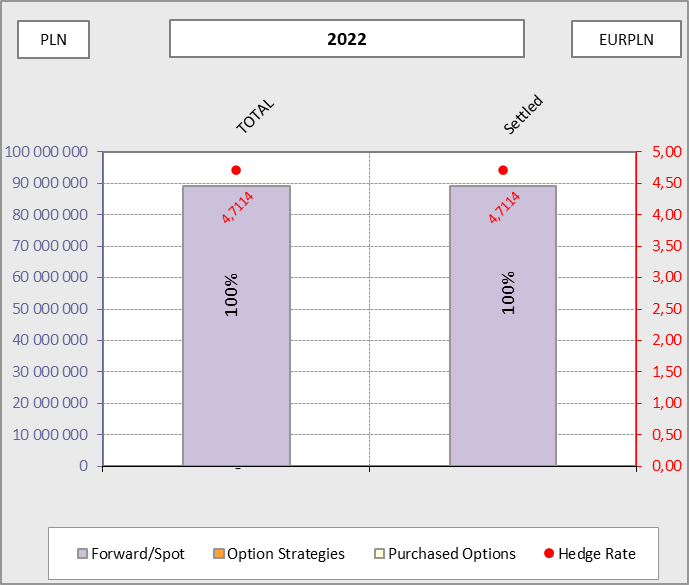 PLN
2022
EURPLN
TOTAL
Settled
100 000 000
90 000 000
80 000 000
70 000 000
60 000 000
50 000 000
40 000 000
30 000 000
20 000 000
10 000 000
0
5,00
4,50
4,00
3,50
3,00
2,50
2,00
1,50
1,00
0,50
0,00
4,7114
4,7114
100%
100%
-
Forward/Spot Option Strategies Purchased Options Hedge Rate